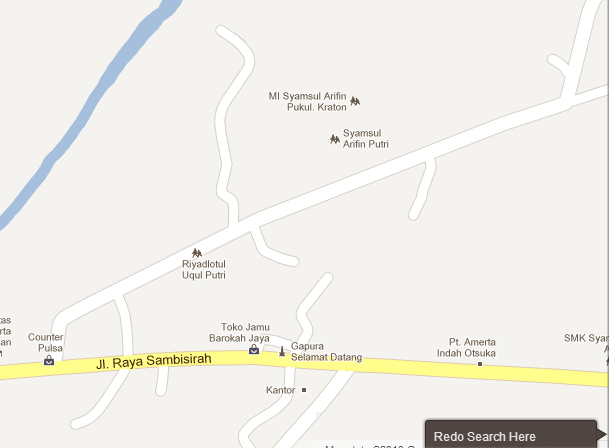 MI Syamsul Arifin
Pukul. Kraton
Syamsul
Arifin Putri
Riyadlotul
Uqul Putri
Counter
Pulsa
Toko Jamu
Barokah Jaya
Gapura
Selamat Datang
Pt. Amerta
Indah Otsuka
Jl. Raya Sambisirah
Kantor
Redo Search Here